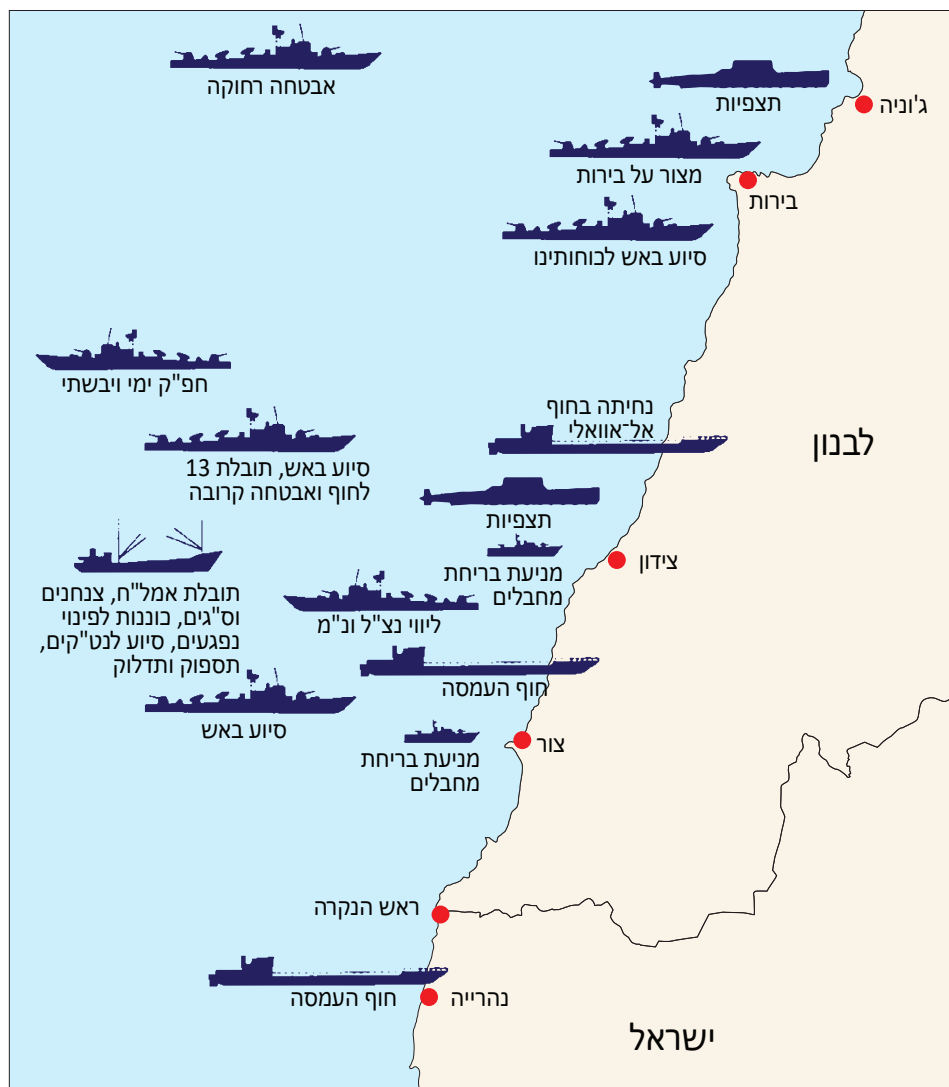 אבטחה רחוקה
תצפיות
ג'וניה
מצור על בירות
בירות
סיוע באש לכוחותינו
חפ"ק ימי ויבשתי
נחיתה בחוף
אל־אוואלי
לבנון
סיוע באש, תובלת 13
לחוף ואבטחה קרובה
תצפיות
צידון
מניעת בריחת
מחבלים
תובלת אמל"ח, צנחנים
וס"גים, כוננות לפינוי
נפגעים, סיוע לנט"קים,
תספוק ותדלוק
ליווי נצ"ל ונ"מ
חוף העמסה
סיוע באש
צור
מניעת בריחת
מחבלים
ראש הנקרה
חוף העמסה
נהרייה
ישראל